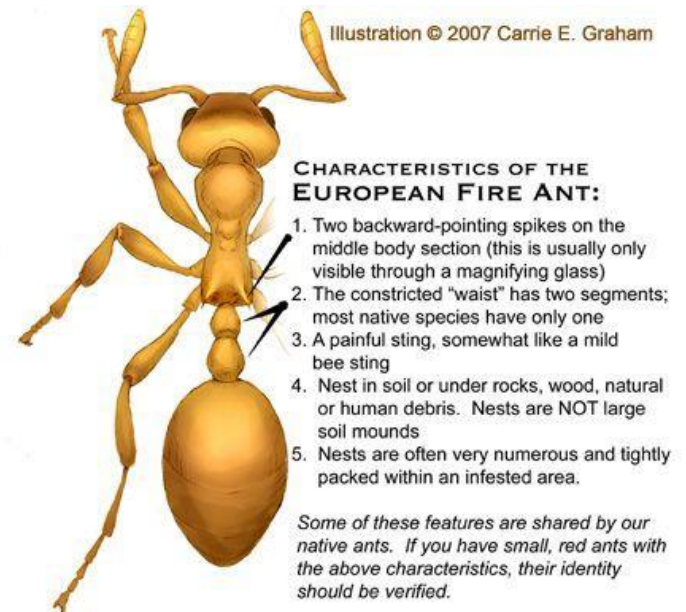 Illustration © 2007 Carrie E. Graham
CHARACTERISTICS OF THE
EUROPEAN FIRE ANT:
1. Two backward-pointing spikes on the
middle body section (this is usually only
visible through a magnifying glass)
2. The constricted “waist” has two segments;
most native species have only one
3. A painful sting, somewhat like a mild
bee sting
4. Nest in soil or under rocks, wood, natural
or human debris. Nests are NOT large
soil mounds
5. Nests are often very numerous and tightly
packed within an infested area.
Some of these features are shared by our
native ants. If you have small, red ants with
the above characteristics, their identity
should be verified.